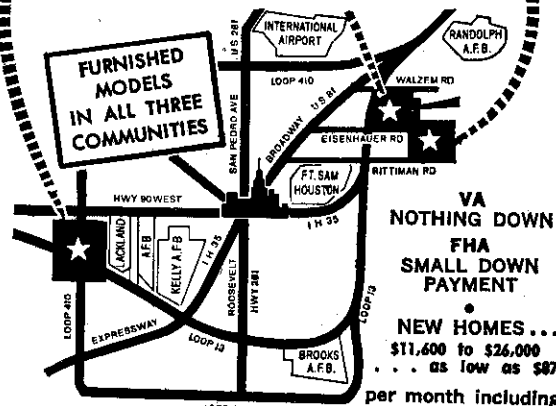 INTERNATIONAL
AIRPORT
RANDOLPH
A.F.B.
U S 281
FURNISHED
MODELS
IN ALL THREE
COMMUNITIES
LOOP 410
WALZEM RD
SAN PEDRO AVE
BROADWAY
U S 81
EISENHAUER RD
RITTIMAN RD
FT. SAM
HOUSTON
HWY 90 WEST
I H 35
LACKLAND
A.F.B
KELLY A.F.B
I H 35
ROOSEVELT
HWY 281
LOOP 410
EXPRESSWAY
LOOP 13
LOOP 13
BROOKS
A.F.B.
VA
NOTHING DOWN
FHA
SMALL DOWN
PAYMENT
•
NEW HOMES...
$11,600 to $26,000
. . . as low as $87
per month including